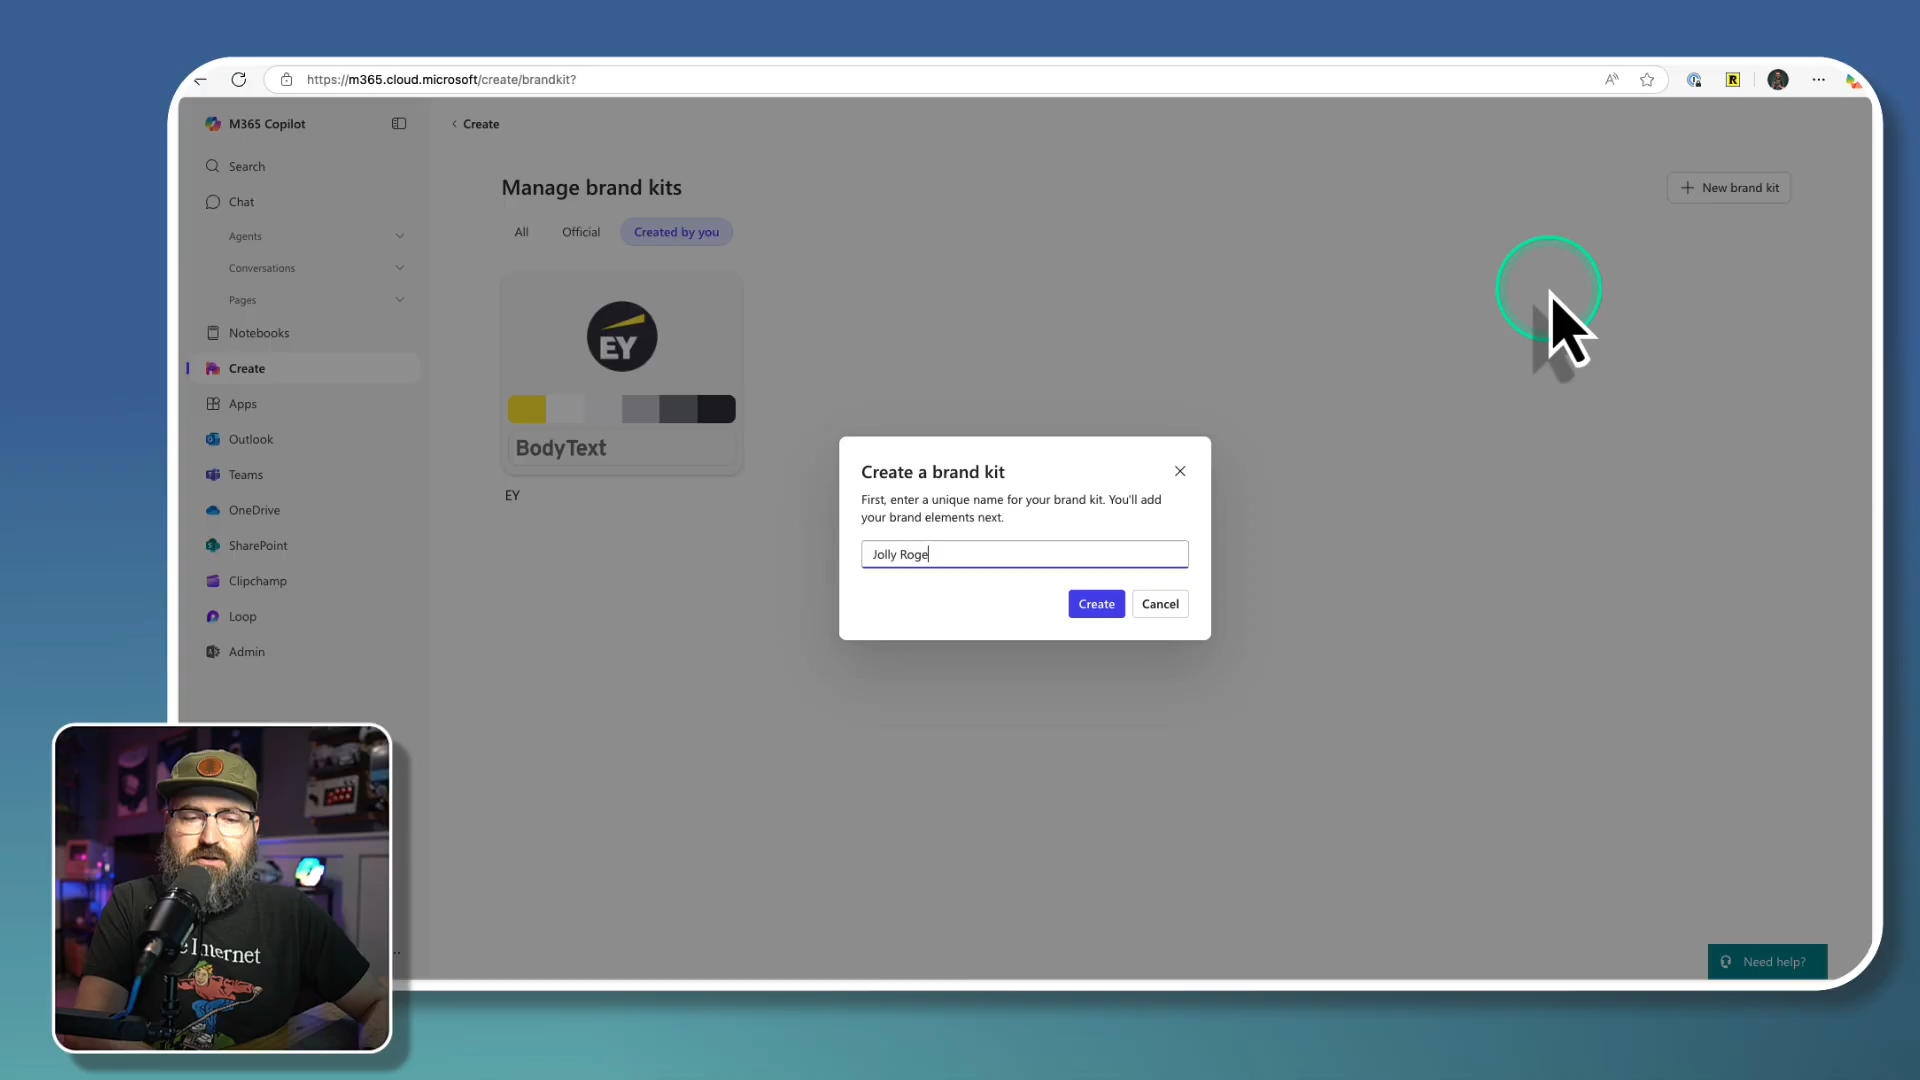 https://m365.cloud.microsoft/create/brandkit?
M365 Copilot
Create
Search
Manage brand kits
New brand kit
Chat
All
Official
Created by you
Agents
Conversations
Pages
Notebooks
EY
Create
Apps
Outlook
BodyText
Create a brand kit
Teams
EY
First, enter a unique name for your brand kit. You'll add
your brand elements next.
OneDrive
SharePoint
Jolly Roge
Clipchamp
Create
Cancel
Loop
Admin
Internet
Need help?